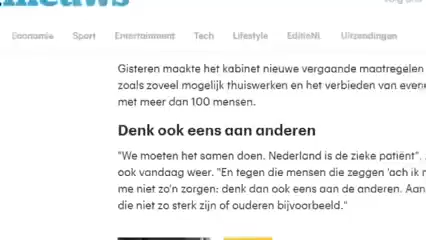 nieuws
Economie Sport Entertainment Tech Lifestyle EditieNL Uitzendingen
Gisteren maakte het kabinet nieuwe vergaande maatregelen
zoals zoveel mogelijk thuiswerken en het verbieden van
met meer dan 100 mensen.
Denk ook eens aan anderen
"We moeten het samen doen. Nederland is de zieke patiënt".
ook vandaag weer. "En tegen die mensen die zeggen 'ach ik
me niet zo'n zorgen: denk dan ook eens aan de anderen. Aan
die niet zo sterk zijn of ouderen bijvoorbeeld."